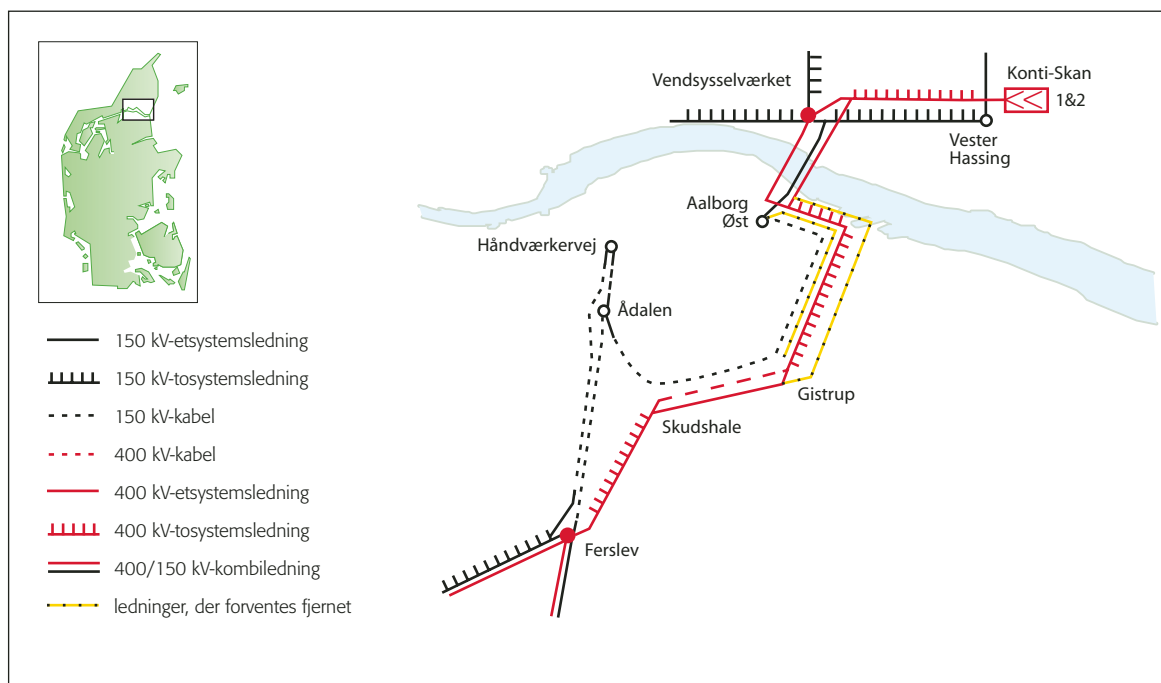 Vendsysselværket
Konti-Skan
1&2
Vester
Hassing
Aalborg
Øst
Håndværkervej
Ådalen
Gistrup
Skudshale
Ferslev
150 kV-etsystemsledning
150 kV-tosystemsledning
150 kV-kabel
400 kV-kabel
400 kV-etsystemsledning
400 kV-tosystemsledning
400/150 kV-kombiledning
ledninger, der forventes fjernet